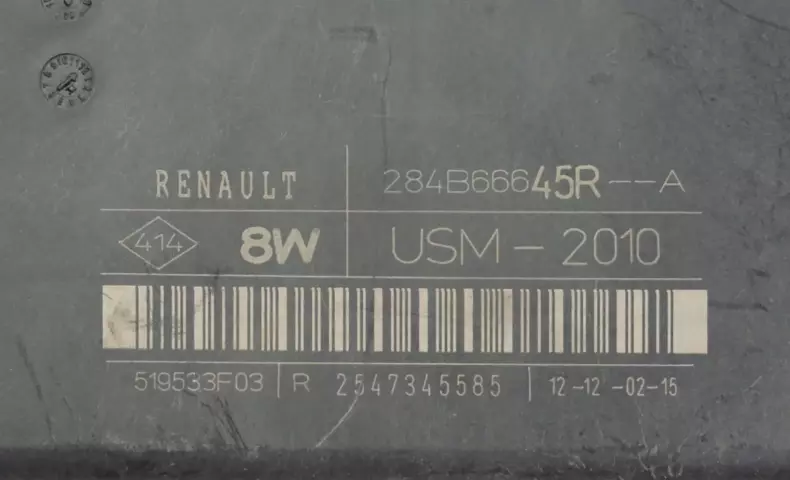 RENAULT 284B66645R--A
414 8W USM-2010
519533F03 R 2547345585 12-12-02-15